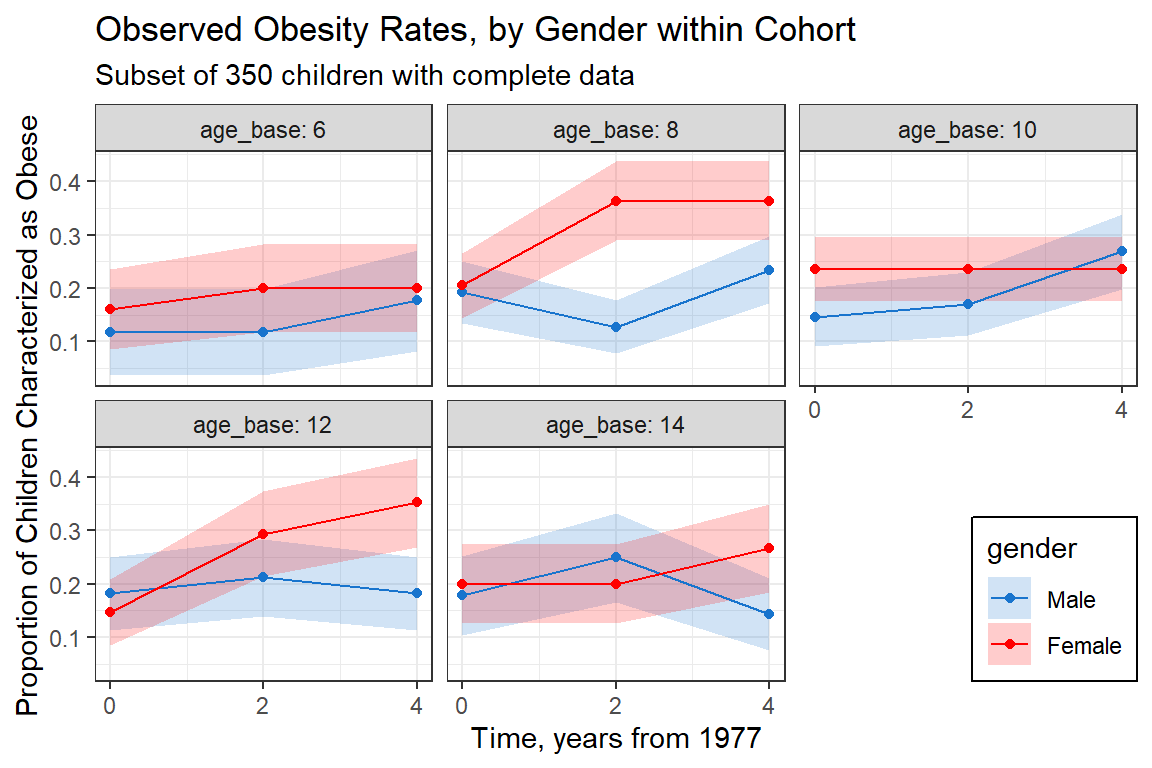 Observed Obesity Rates, by Gender within Cohort
Subset of 350 children with complete data
Proportion of Children Characterized as Obese
age_base: 6
age_base: 8
age_base: 10
0.4
0.3
0.2
0.1
0 2 4
age_base: 12
age_base: 14
0.4
0.3
0.2
0.1
0 2 4
0 2 4
Time, years from 1977
gender
Male
Female